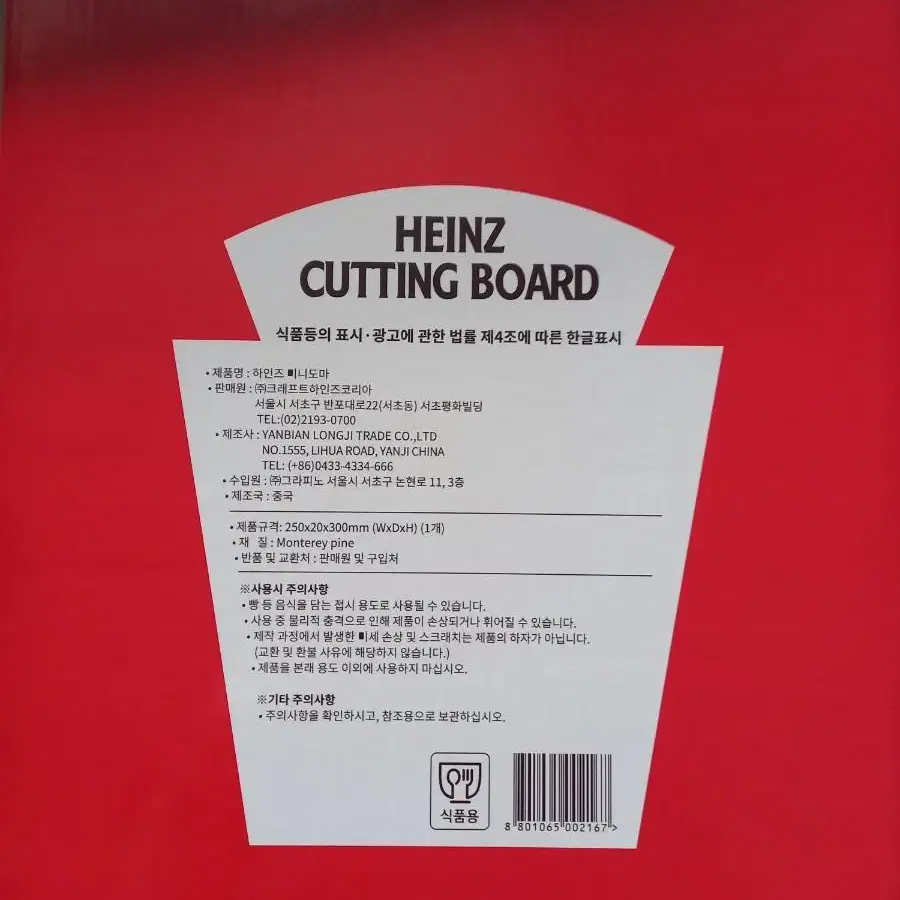 HEINZ
CUTTING BOARD
식품등의 표시·광고에 관한 법률 제4조에 따른 한글표시
• 제품명 : 하인즈 미니도마
• 판매원 : ㈜크래프트하인즈코리아
서울시 서초구 반포대로22(서초동) 서초평화빌딩
TEL:(02)2193-0700
• 제조사 : YANBIAN LONGJI TRADE CO.,LTD
NO.1555, LIHUA ROAD, YANJI CHINA
TEL: (+86)0433-4334-666
• 수입원 : ㈜그라피노 서울시 서초구 논현로 11, 3층
• 제조국 : 중국
• 제품규격: 250x20x300mm (WxDxH) (1개)
• 재 질 : Monterey pine
• 반품 및 교환처 : 판매원 및 구입처
※사용시 주의사항
• 빵 등 음식을 담는 접시 용도로 사용될 수 있습니다.
• 사용 중 물리적 충격으로 인해 제품이 손상되거나 휘어질 수 있습니다.
• 제작 과정에서 발생한 미세 손상 및 스크래치는 제품의 하자가 아닙니다.
(교환 및 환불 사유에 해당하지 않습니다.)
• 제품을 본래 용도 이외에 사용하지 마십시오.
※기타 주의사항
• 주의사항을 확인하시고, 참조용으로 보관하십시오.
식품용
8 801065 002167 >